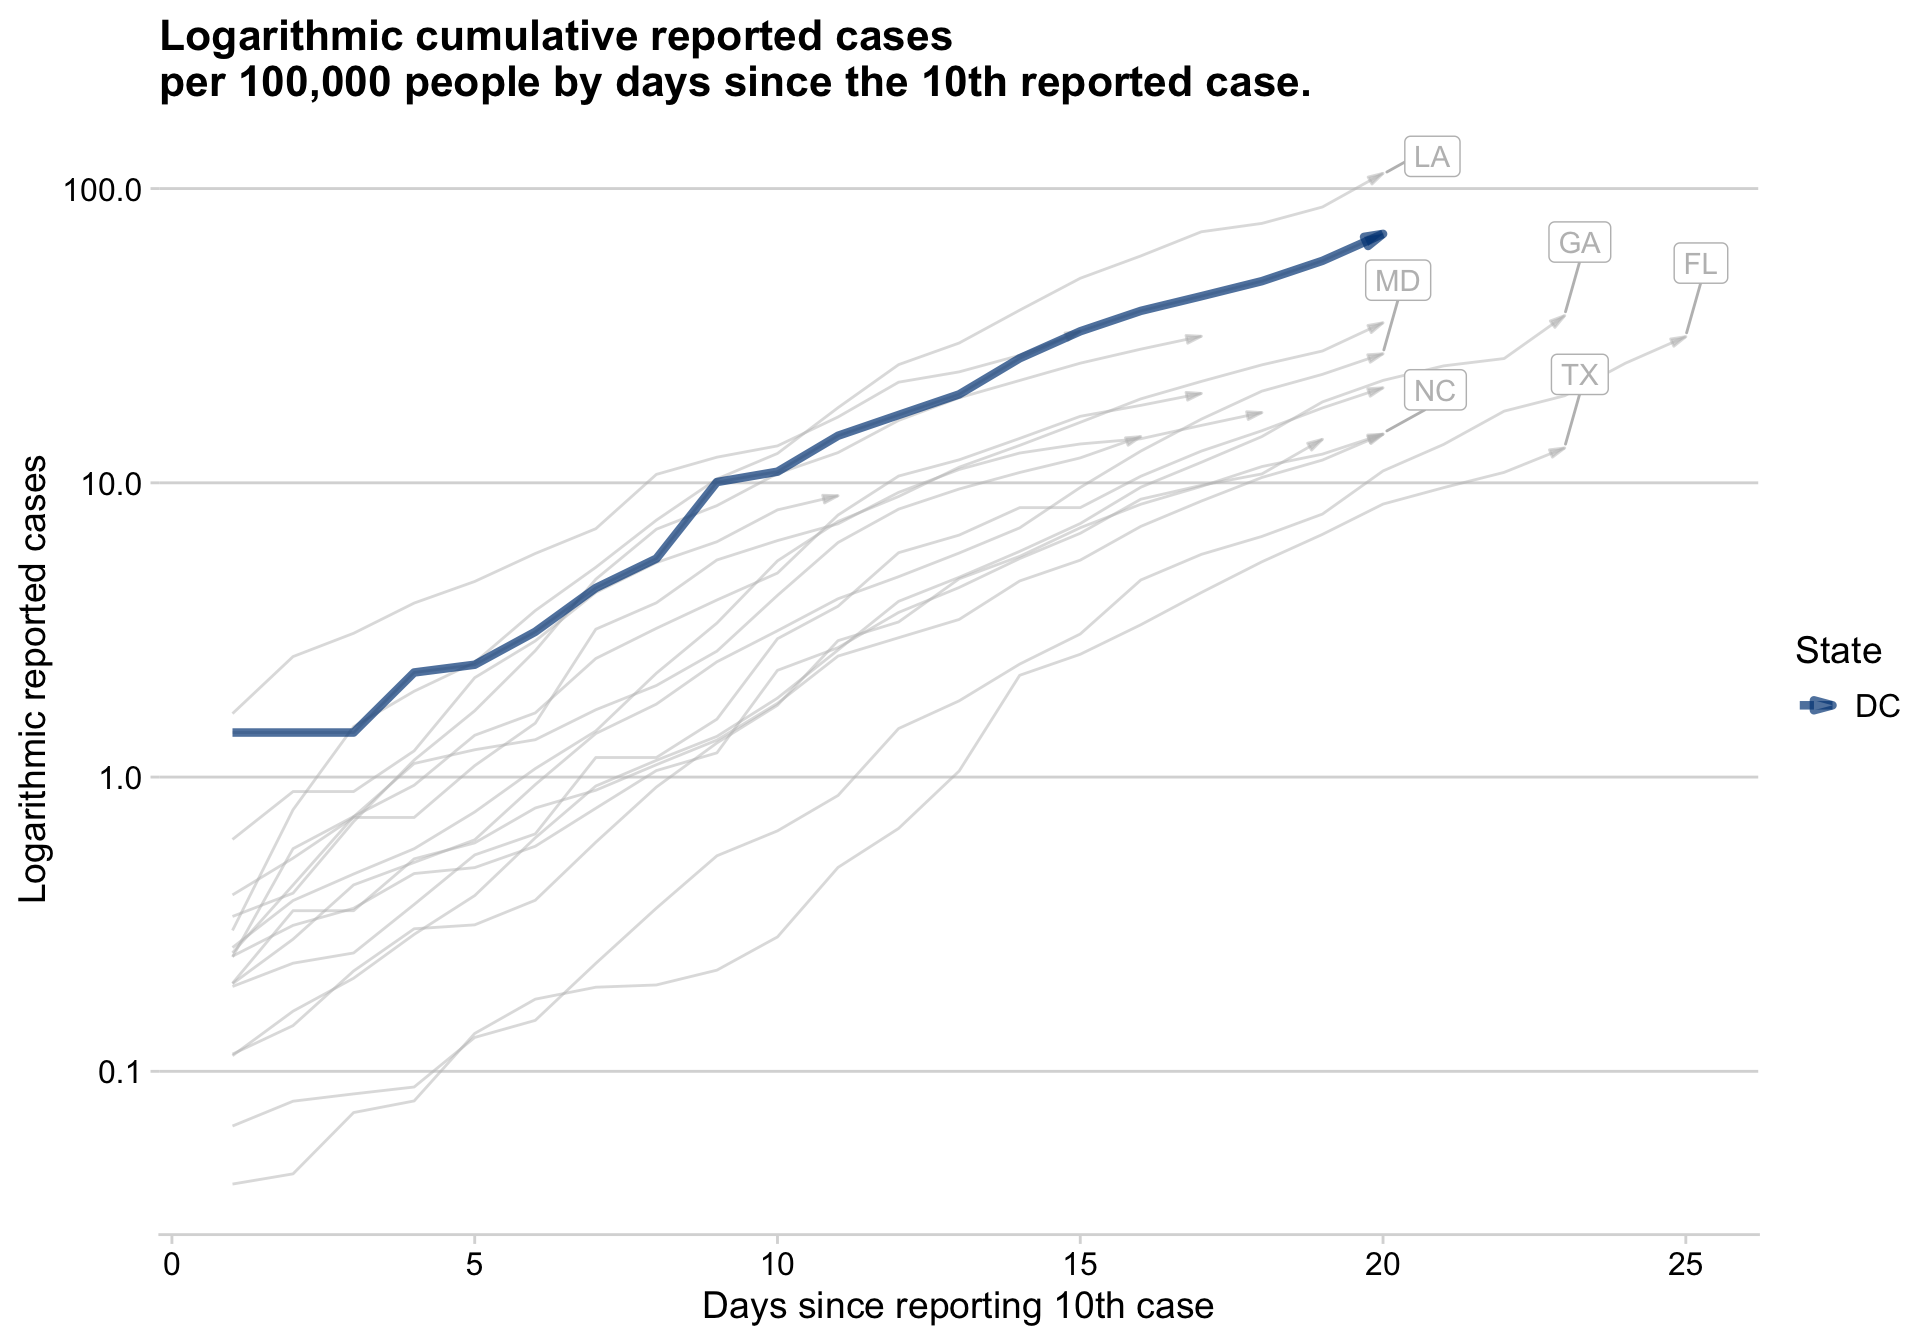 Logarithmic cumulative reported cases
per 100,000 people by days since the 10th reported case.
Logarithmic reported cases
100.0
10.0
1.0
0.1
LA
GA
FL
MD
TX
NC
State
DC
0 5 10 15 20 25
Days since reporting 10th case